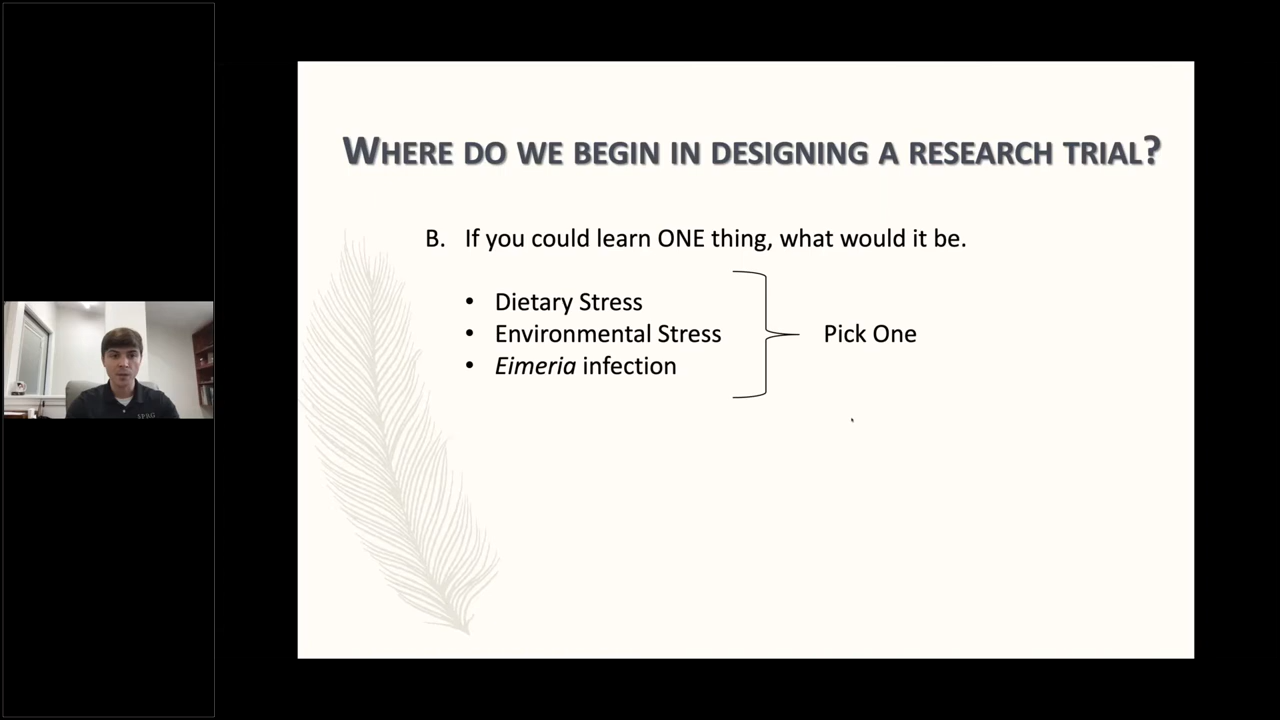 WHERE DO WE BEGIN IN DESIGNING A RESEARCH TRIAL?
B. If you could learn ONE thing, what would it be.
• Dietary Stress
• Environmental Stress
• Eimeria infection
Pick One
SPRG